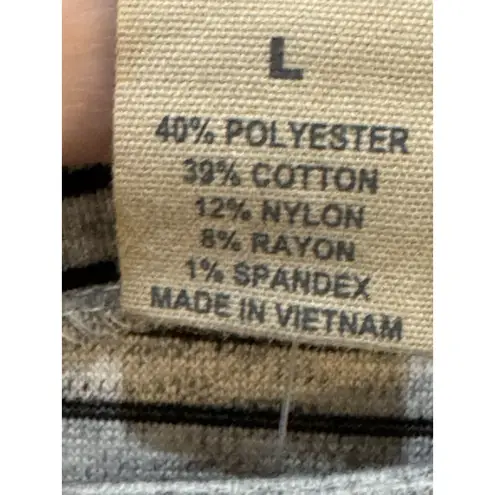 L
40% POLYESTER
39% COTTON
12% NYLON
8% RAYON
1% SPANDEX
MADE IN VIETNAM